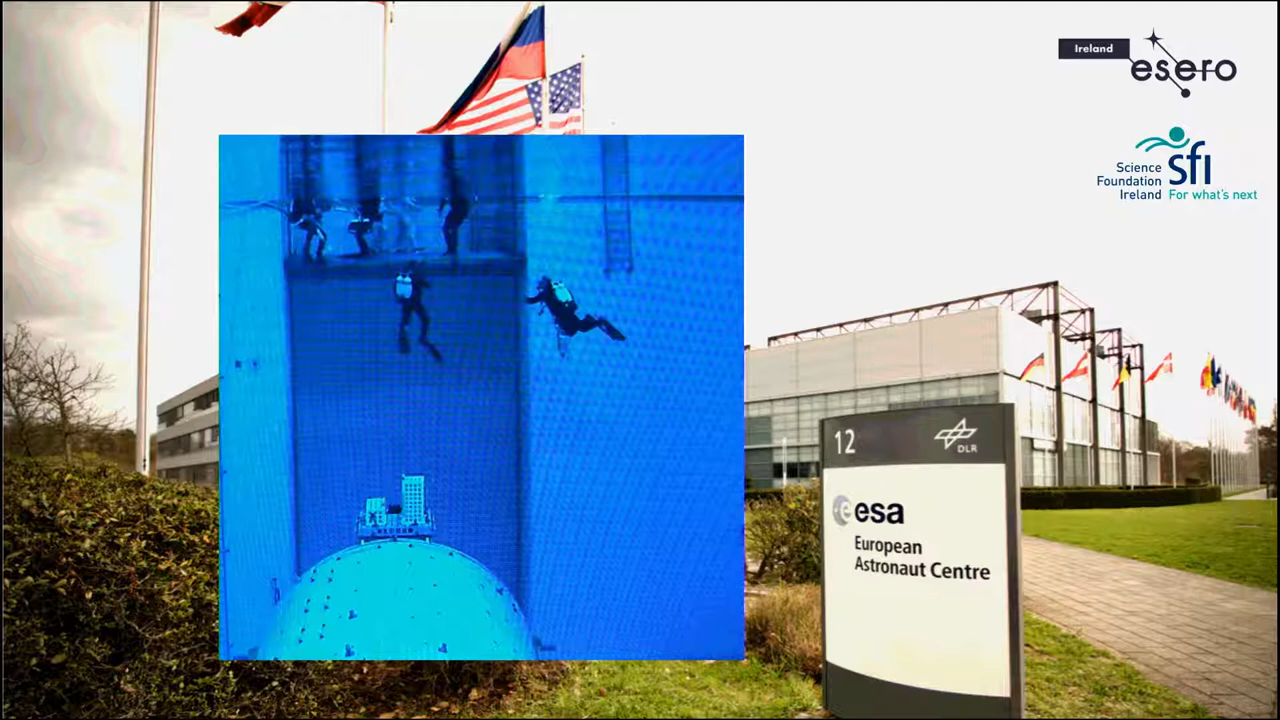 Ireland
esero
Science
Foundation
Ireland
sfi
For what's next
12
DLR
esa
European
Astronaut Centre